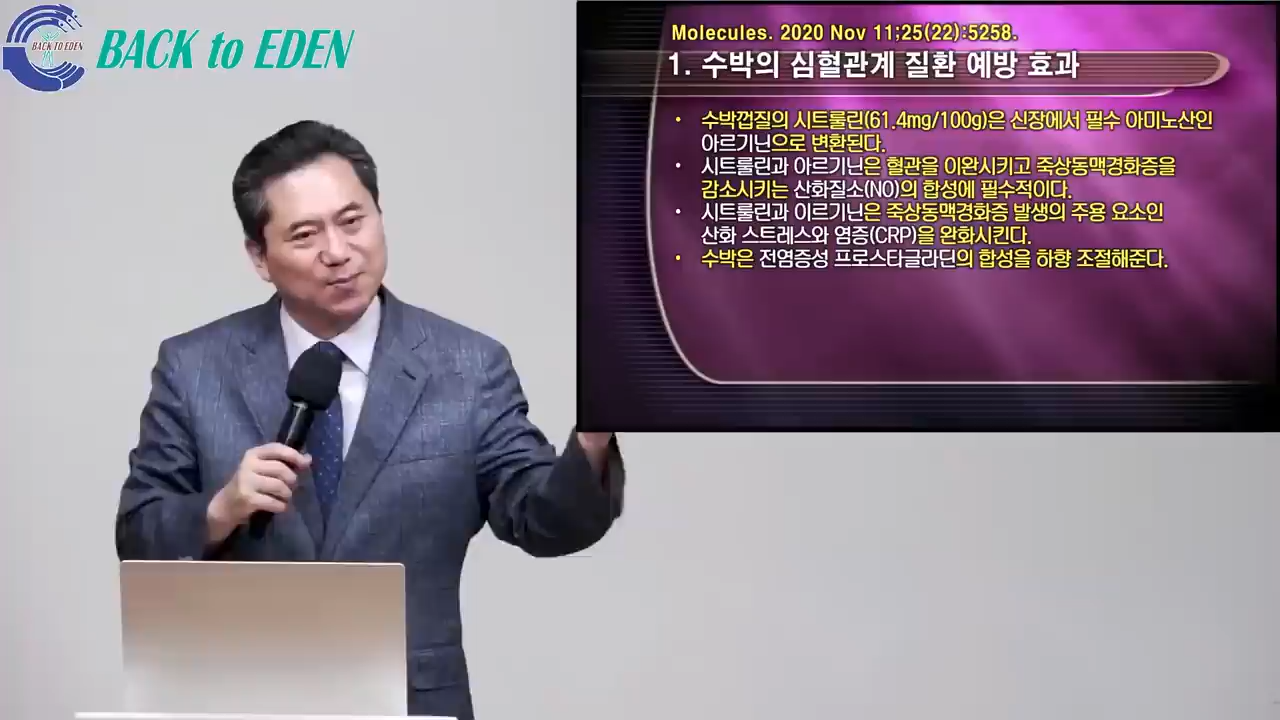 BACK TO EDEN
BACK to EDEN
Molecules. 2020 Nov 11;25(22):5258.
1. 수박의 심혈관계 질환 예방 효과
• 수박껍질의 시트룰린(61.4mg/100g)은 신장에서 필수 아미노산인
아르기닌으로 변환된다.
• 시트룰린과 아르기닌은 혈관을 이완시키고 죽상동맥경화증을
감소시키는 산화질소(NO)의 합성에 필수적이다.
• 시트룰린과 이르기닌은 죽상동맥경화증 발생의 주용 요소인
산화 스트레스와 염증(CRP)을 완화시킨다.
• 수박은 전염증성 프로스타글라딘의 합성을 하향 조절해준다.